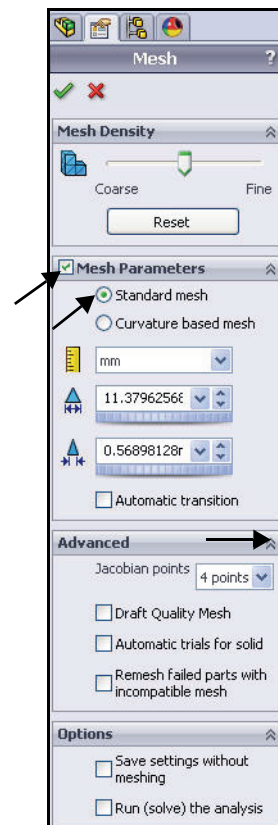 Mesh
?
Mesh Density
Coarse Fine
Reset
Mesh Parameters
Standard mesh
Curvature based mesh
mm
11.3796256
0.56898128
Automatic transition
Advanced
Jacobian points 4 points
Draft Quality Mesh
Automatic trials for solid
Remesh failed parts with
incompatible mesh
Options
Save settings without
meshing
Run (solve) the analysis